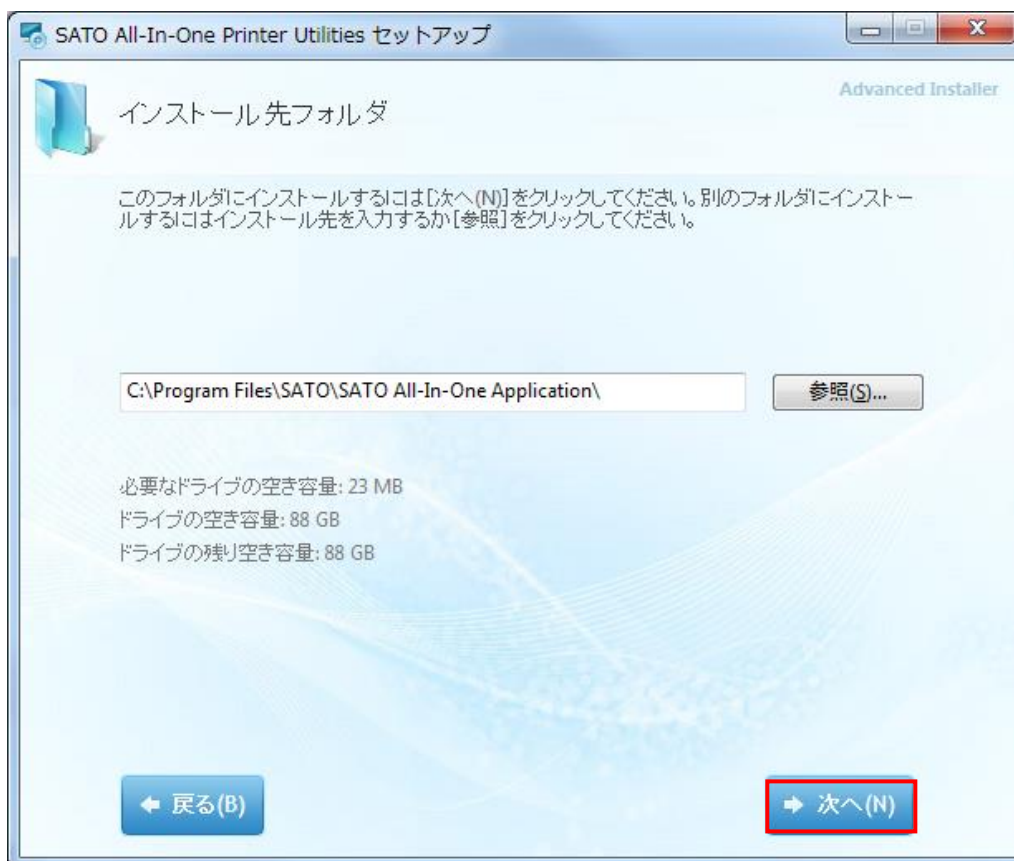 SATO All-In-One Printer Utilities セットアップ
Advanced Installer
インストール先フォルダ
このフォルダにインストールするには[次へ(N)]をクリックしてください。別のフォルダにインストー
ルするにはインストール先を入力するか[参照]をクリックしてください。
C:\Program Files\SATO\SATO All-In-One Application\
参照(S)...
必要なドライブの空き容量: 23 MB
ドライブの空き容量: 88 GB
ドライブの残り空き容量: 88 GB
戻る(B)
次へ(N)